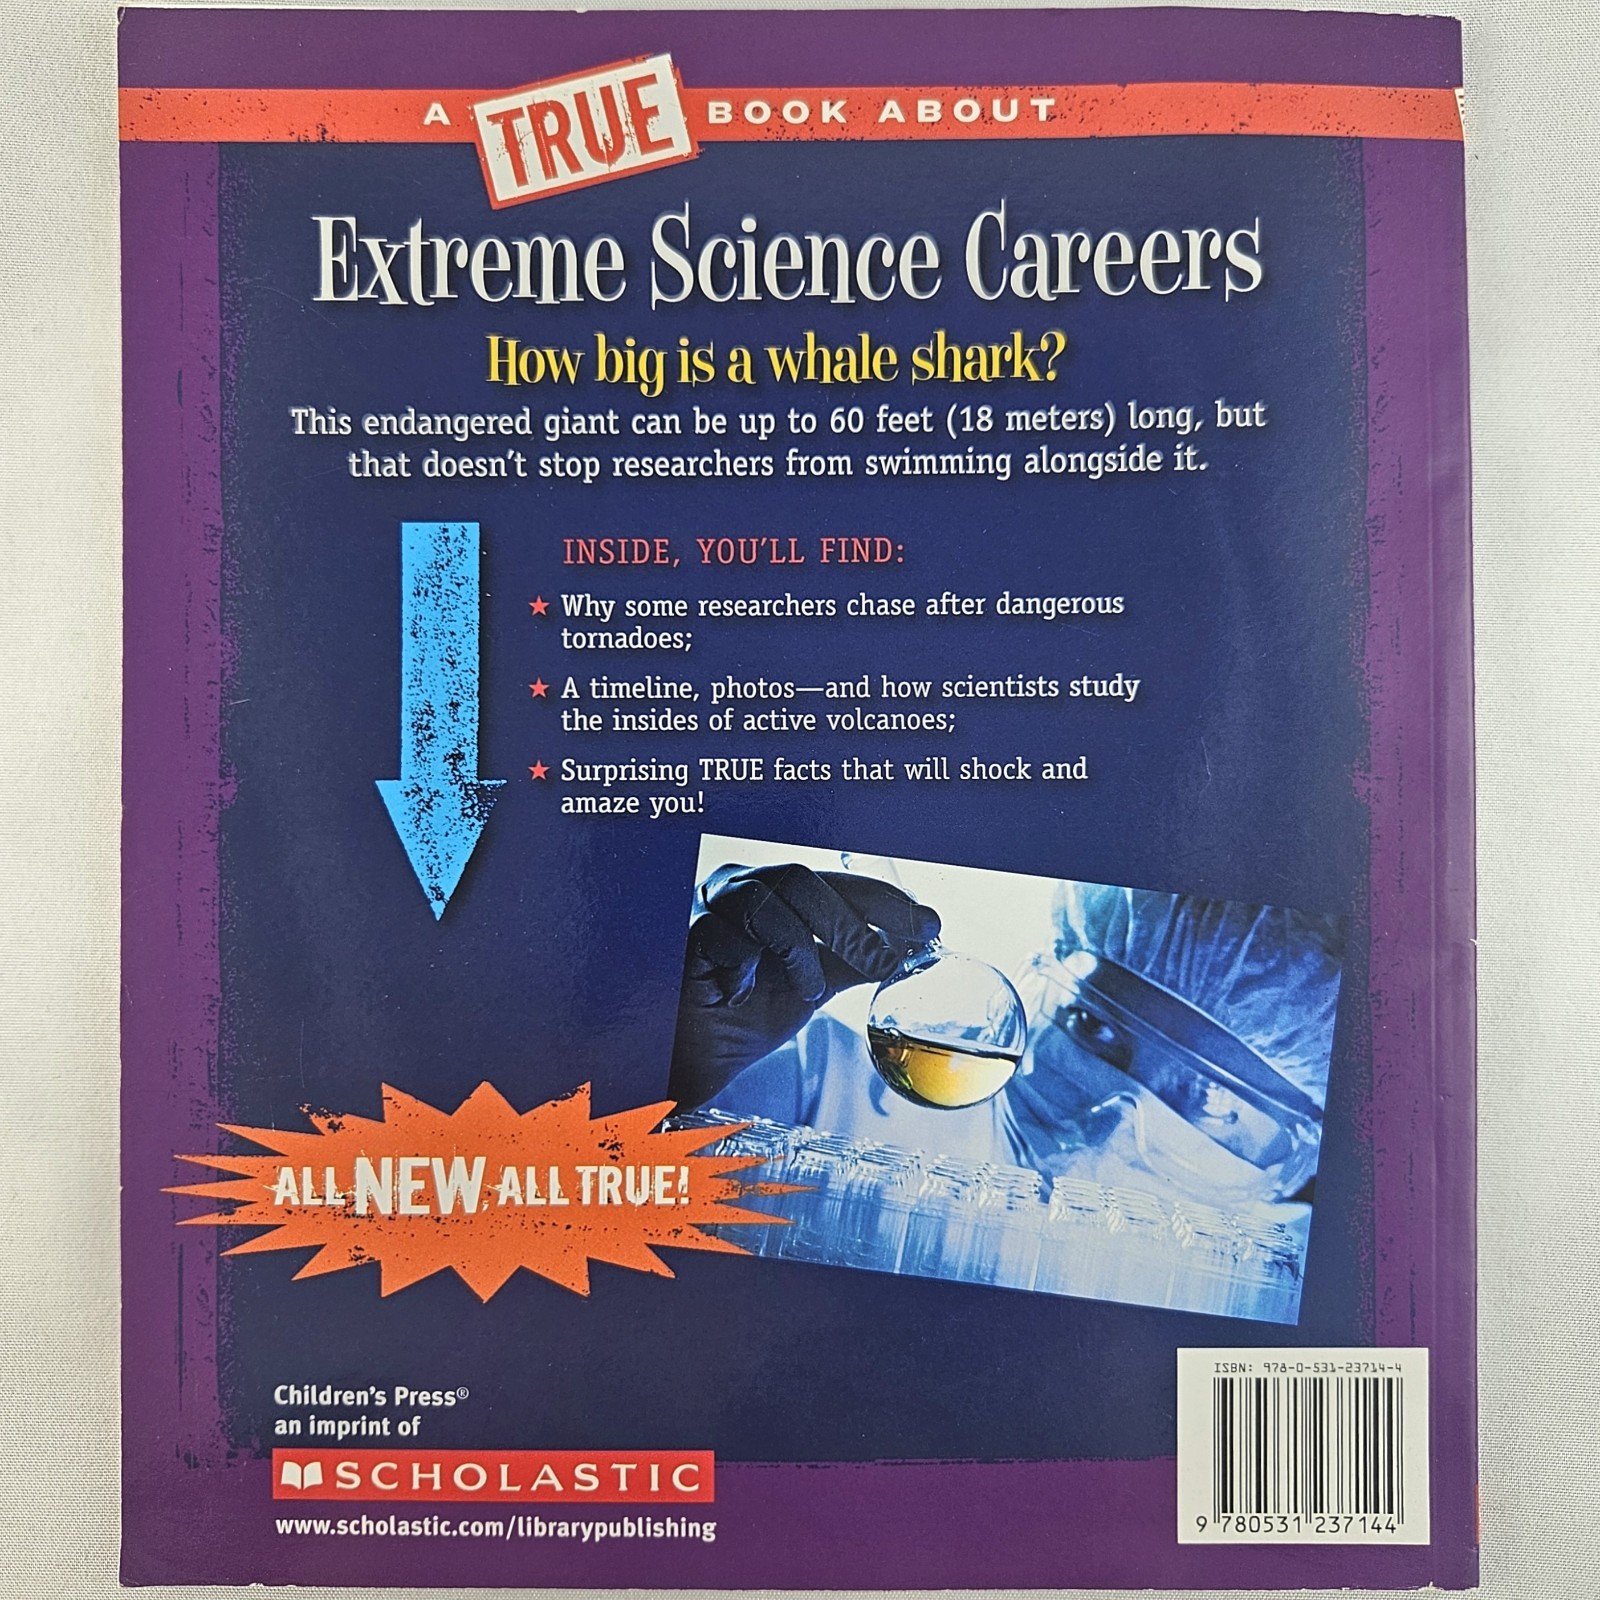 A TRUE BOOK ABOUT
Extreme Science Careers
How big is a whale shark?
This endangered giant can be up to 60 feet (18 meters) long, but
that doesn't stop researchers from swimming alongside it.
INSIDE, YOU'LL FIND:
★ Why some researchers chase after dangerous
tornadoes;
★ A timeline, photos—and how scientists study
the insides of active volcanoes;
★ Surprising TRUE facts that will shock and
amaze you!
ALL NEW, ALL TRUE!
Children's Press®
an imprint of
SCHOLASTIC
www.scholastic.com/librarypublishing
ISBN: 978-0-531-23714-4
9 780531 237144